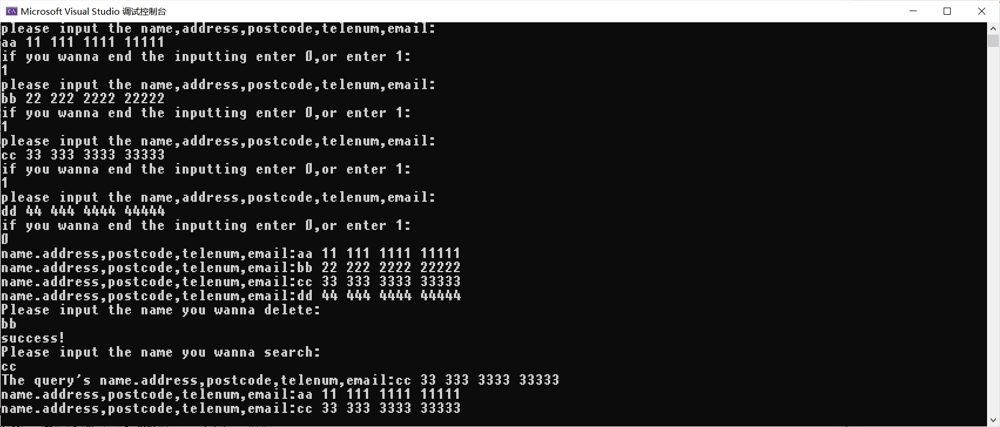 Microsoft Visual Studio 调试控制台
please input the name,address,postcode,telenum,email:
aa 11 111 1111 11111
if you wanna end the inputting enter 0,or enter 1:
1
please input the name,address,postcode,telenum,email:
bb 22 222 2222 22222
if you wanna end the inputting enter 0,or enter 1:
1
please input the name,address,postcode,telenum,email:
cc 33 333 3333 33333
if you wanna end the inputting enter 0,or enter 1:
1
please input the name,address,postcode,telenum,email:
dd 44 444 4444 44444
if you wanna end the inputting enter 0,or enter 1:
0
name.address,postcode,telenum,email:aa 11 111 1111 11111
name.address,postcode,telenum,email:bb 22 222 2222 22222
name.address,postcode,telenum,email:cc 33 333 3333 33333
name.address,postcode,telenum,email:dd 44 444 4444 44444
Please input the name you wanna delete:
bb
success!
Please input the name you wanna search:
cc
The query's name.address,postcode,telenum,email:cc 33 333 3333 33333
name.address,postcode,telenum,email:aa 11 111 1111 11111
name.address,postcode,telenum,email:cc 33 333 3333 33333